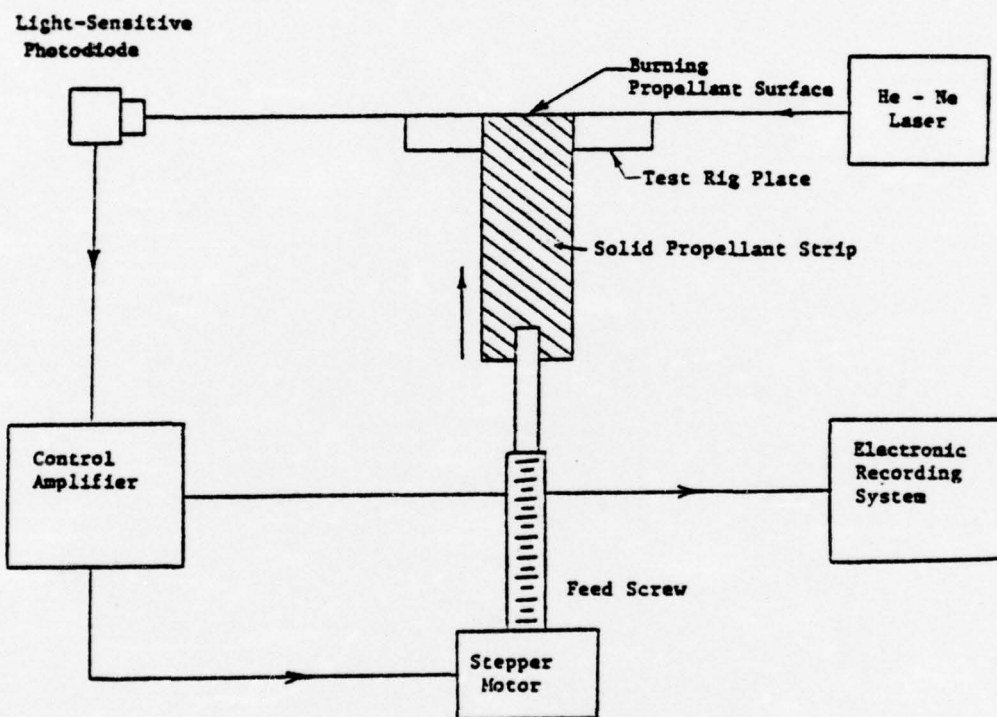 Light-Sensitive
Photodiode
Burning
Propellant Surface
He - Ne
Laser
Test Rig Plate
Solid Propellant Strip
Control
Amplifier
Electronic
Recording
System
Feed Screw
Stepper
Motor